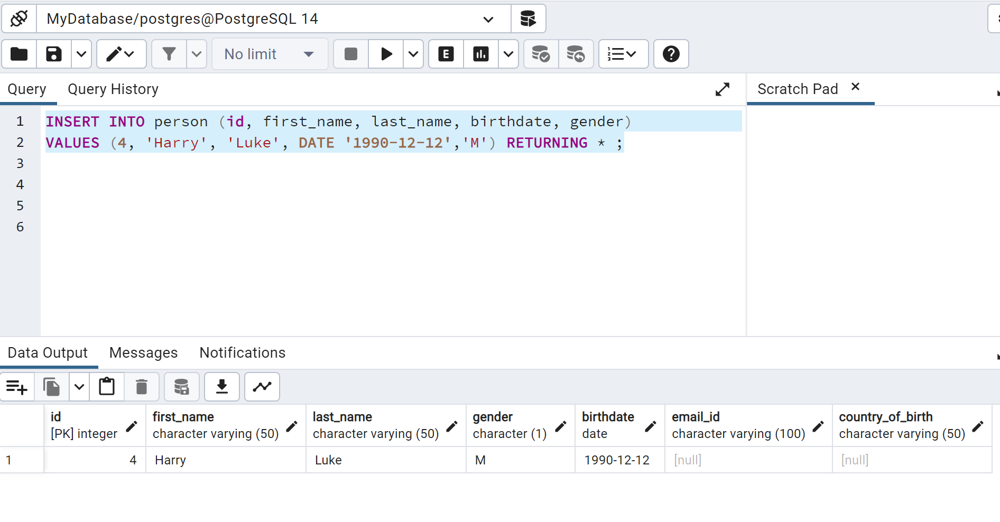 MyDatabase/postgres@PostgreSQL 14
No limit
E
Query Query History Scratch Pad
1 INSERT INTO person (id, first_name, last_name, birthdate, gender)
2 VALUES (4, 'Harry', 'Luke', DATE '1990-12-12','M') RETURNING * ;
3
4
5
6
Data Output Messages Notifications
id first_name last_name gender birthdate email_id country_of_birth
[PK] integer character varying (50) character varying (50) character (1) date character varying (100) character varying (50)
1 4 Harry Luke M 1990-12-12 [null] [null]